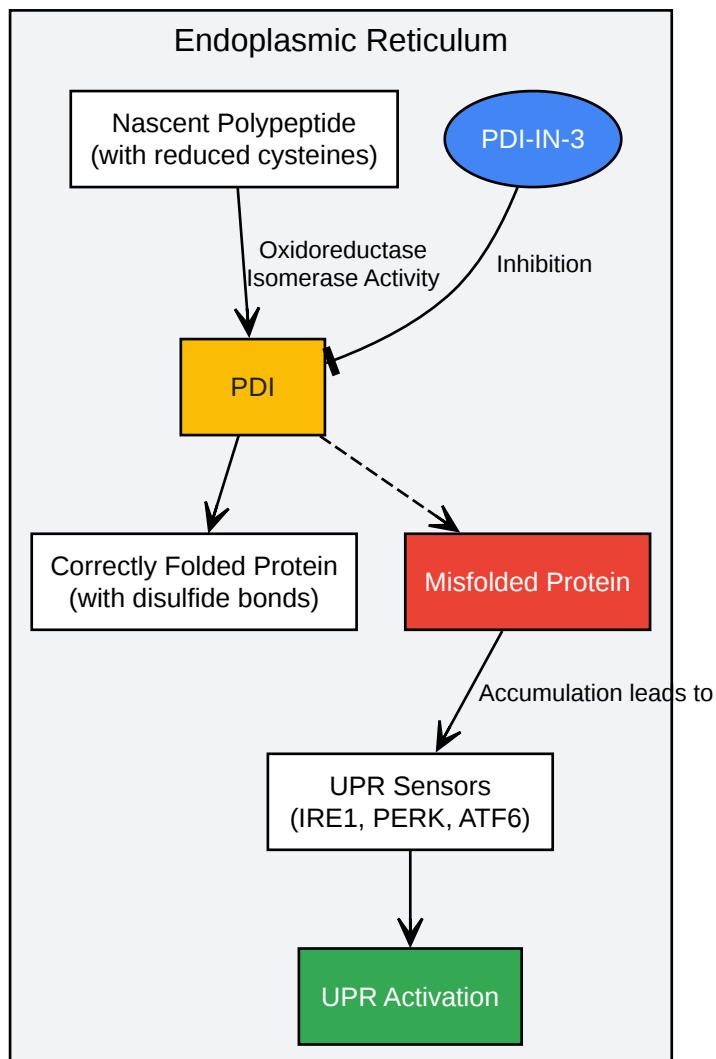 Endoplasmic Reticulum
Nascent Polypeptide
(with reduced cysteines)
PDI-IN-3
Oxidoreductase
Isomerase Activity
Inhibition
PDI
Correctly Folded Protein
(with disulfide bonds)
Misfolded Protein
Accumulation leads to
UPR Sensors
(IRE1, PERK, ATF6)
UPR Activation